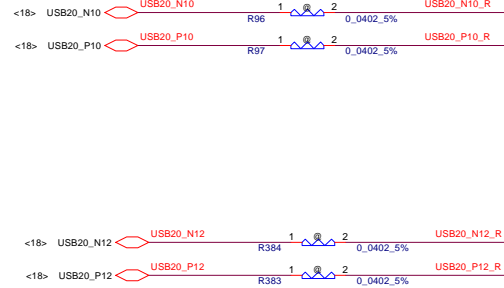 USB20_N10 1 @ 2 USB20_N10_R
<18> USB20_N10 R96 0_0402_5%
USB20_P10 1 @ 2 USB20_P10_R
<18> USB20_P10 R97 0_0402_5%
USB20_N12 1 @ 2 USB20_N12_R
<18> USB20_N12 R384 0_0402_5%
USB20_P12 1 @ 2 USB20_P12_R
<18> USB20_P12 R383 0_0402_5%